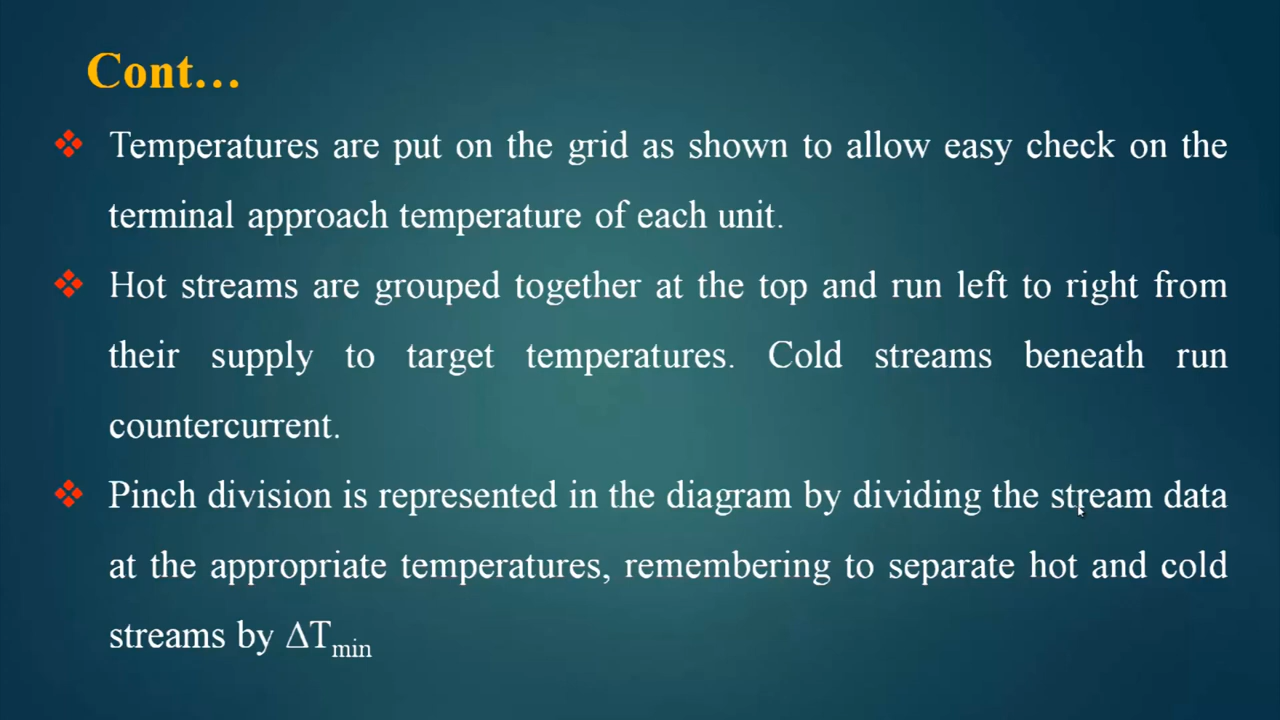 Cont...
Temperatures are put on the grid as shown to allow easy check on the
terminal approach temperature of each unit.
Hot streams are grouped together at the top and run left to right from
their supply to target temperatures. Cold streams beneath run
countercurrent.
Pinch division is represented in the diagram by dividing the stream data
at the appropriate temperatures, remembering to separate hot and cold
streams by ΔTmin